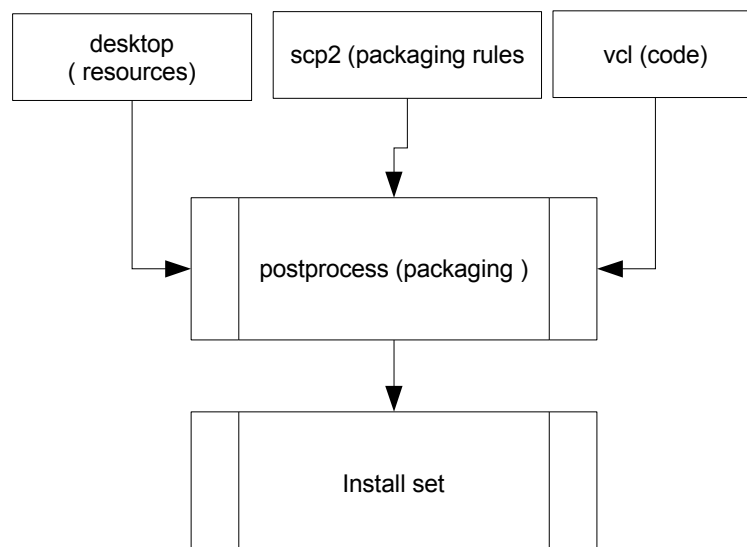 desktop
( resources)
scp2 (packaging rules
vcl (code)
postprocess (packaging )
Install set